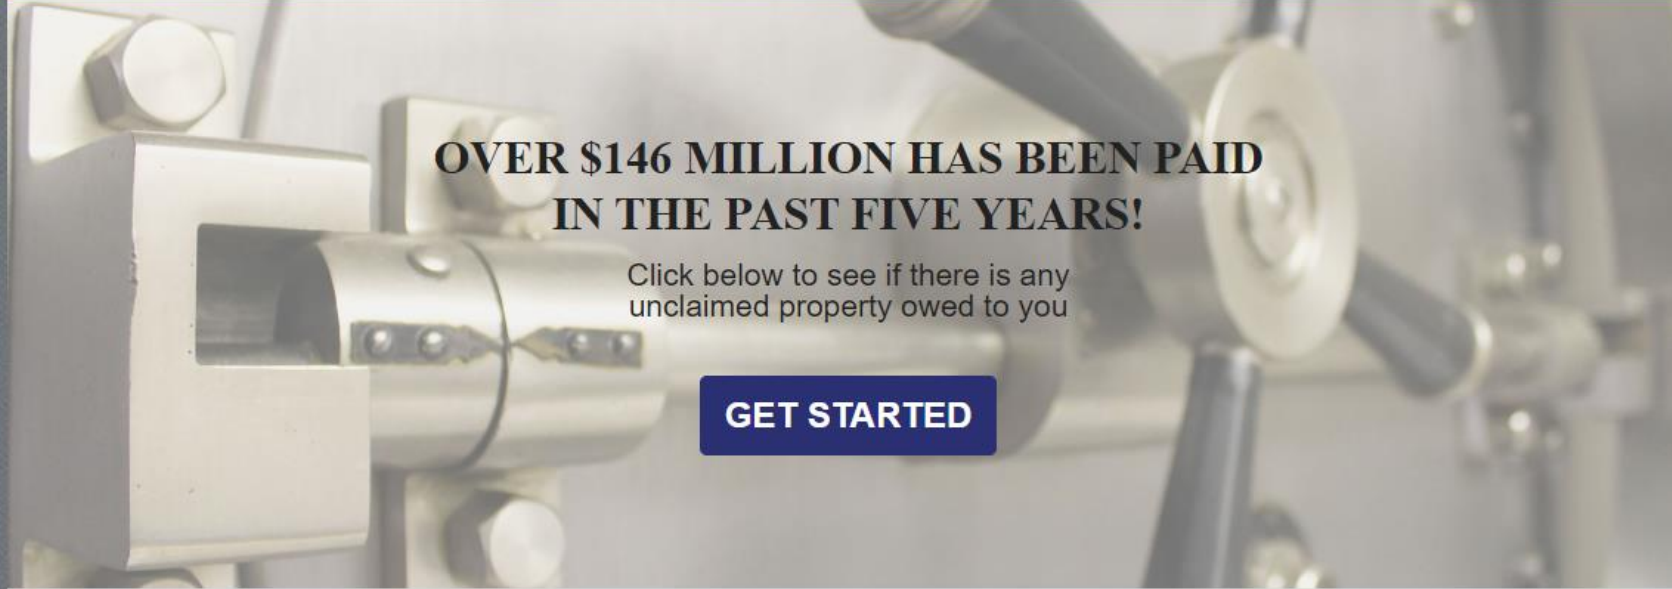 OVER $146 MILLION HAS BEEN PAID
IN THE PAST FIVE YEARS!
Click below to see if there is any
unclaimed property owed to you
GET STARTED